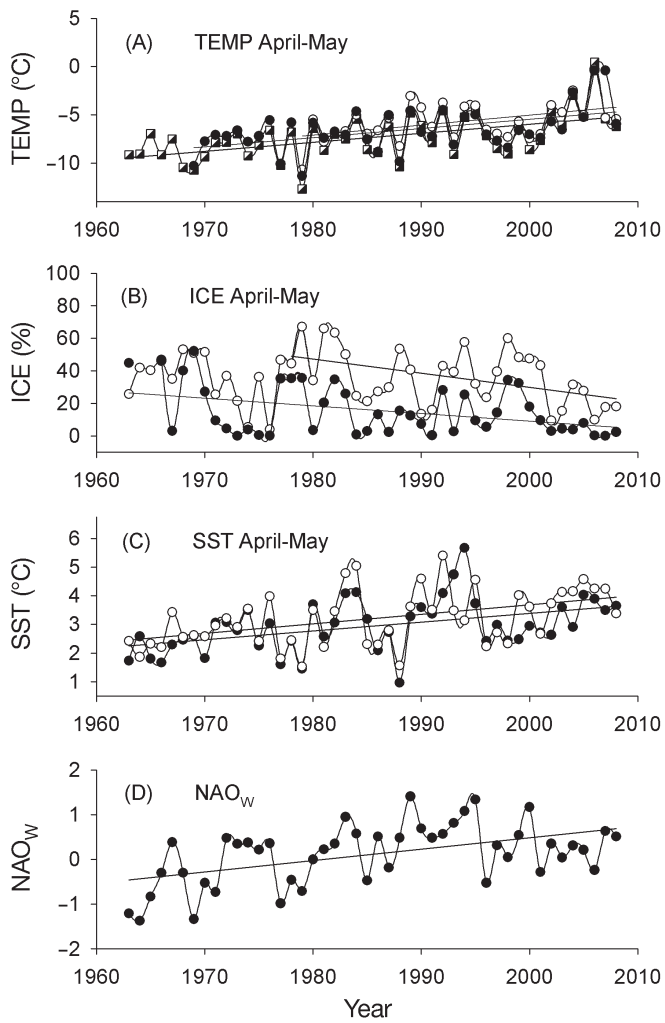 (A) TEMP April-May
TEMP (°C)
5
0
−5
−10
1960 1970 1980 1990 2000 2010
(B) ICE April-May
ICE (%)
100
80
60
40
20
0
1960 1970 1980 1990 2000 2010
(C) SST April-May
SST (°C)
6
5
4
3
2
1
1960 1970 1980 1990 2000 2010
(D) NAOW
NAOW
2
1
0
−1
−2
1960 1970 1980 1990 2000 2010
Year